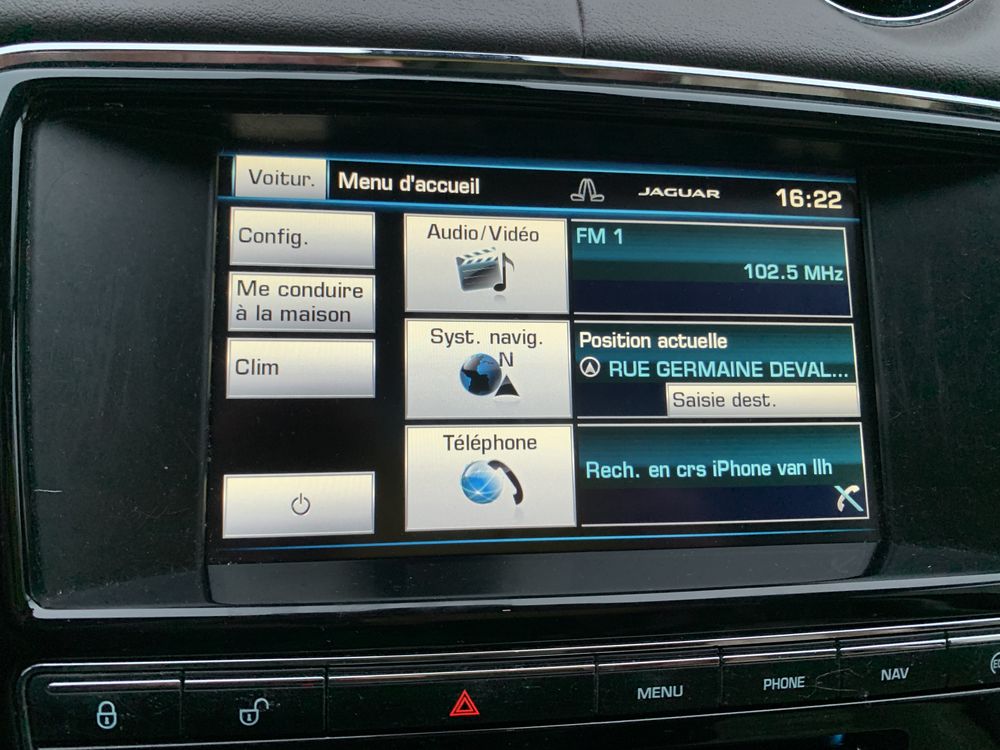 Voitur.
Menu d'accueil
JAGUAR
16:22
Config.
Audio/Vidéo
FM 1
102.5 MHz
Me conduire
à la maison
Syst. navig.
N
Position actuelle
RUE GERMAINE DEVAL...
Saisie dest.
Clim
Téléphone
Rech. en crs iPhone van llh
MENU
PHONE
NAV